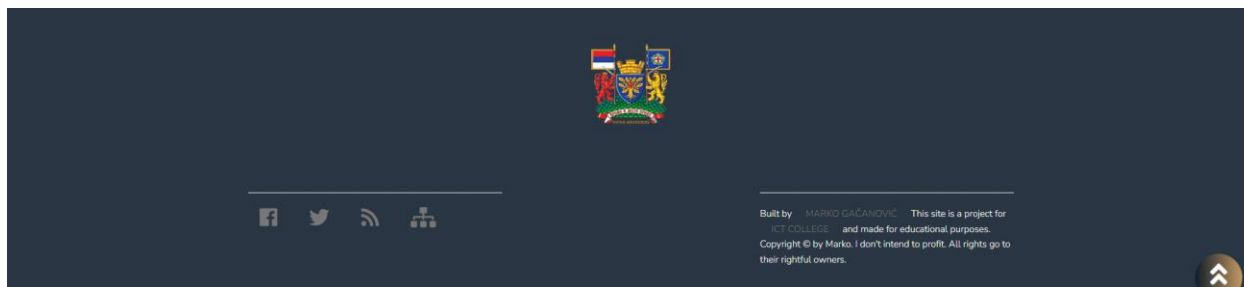 Built by MARKO GAČANOVIĆ This site is a project for
ICT COLLEGE and made for educational purposes.
Copyright © by Marko. I don't intend to profit. All rights go to
their rightful owners.